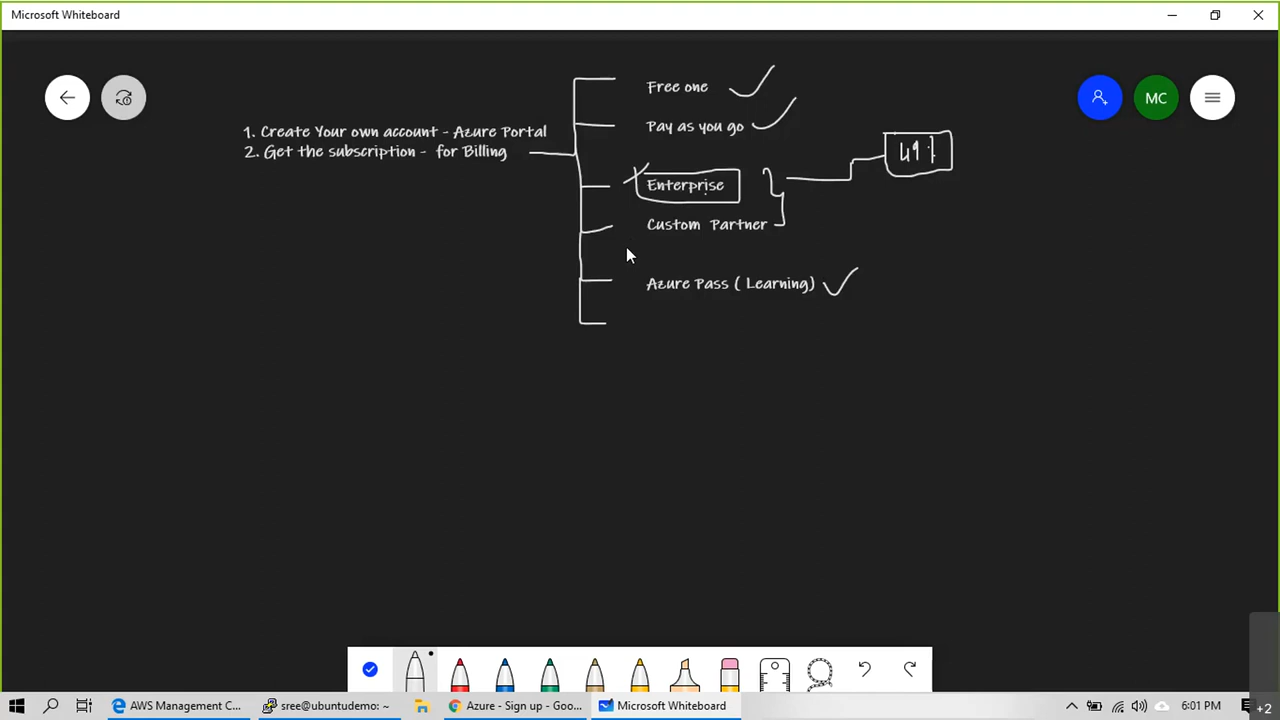 Microsoft Whiteboard
MC
Free one
1. Create Your own account - Azure Portal
Pay as you go
2. Get the subscription - for Billing
Enterprise
Custom Partner
Azure Pass ( Learning)
AWS Management C...
sree@ubuntudemo: ~
Azure - Sign up - Goo...
Microsoft Whiteboard
6:01 PM
+2